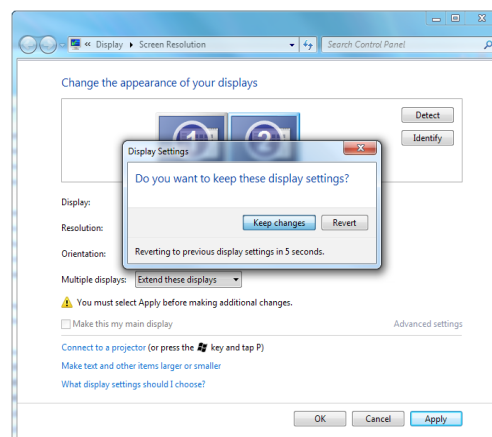 « Display ▸ Screen Resolution
Search Control Panel
Change the appearance of your displays
1
2
Detect
Identify
Display Settings
Do you want to keep these display settings?
Keep changes
Revert
Reverting to previous display settings in 5 seconds.
Display:
Resolution:
Orientation:
Multiple displays:
Extend these displays
You must select Apply before making additional changes.
Make this my main display
Advanced settings
Connect to a projector (or press the key and tap P)
Make text and other items larger or smaller
What display settings should I choose?
OK
Cancel
Apply